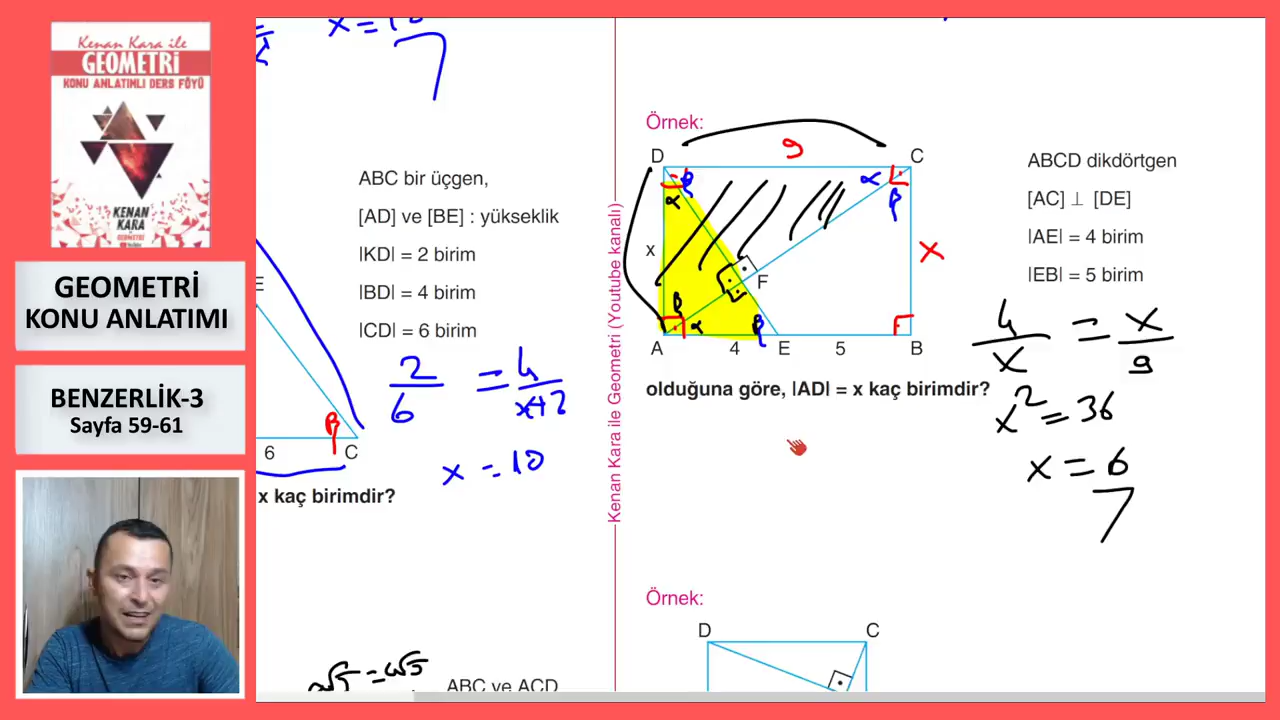 Kenan Kara ile
GEOMETRİ
KONU ANLATIMLI DERS FÖYÜ
KENAN
KARA
GEOMETRİ
GEOMETRİ
KONU ANLATIMI
BENZERLİK-3
Sayfa 59-61
x = 10
ABC bir üçgen,
[AD] ve [BE] : yükseklik
|KD| = 2 birim
|BD| = 4 birim
|CD| = 6 birim
E
β
6
C
2/6 = 4/x+2
x = 10
x kaç birimdir?
√5 = √5
ABC ve ACD
Kenan Kara ile Geometri (Youtube kanalı)
Örnek:
D
9
C
β
α
α
β
x
x
F
β
α
β
A
4
E
5
B
ABCD dikdörtgen
[AC] ⊥ [DE]
|AE| = 4 birim
|EB| = 5 birim
4/x = x/9
x² = 36
x = 6
olduğuna göre, |AD| = x kaç birimdir?
Örnek:
D
C